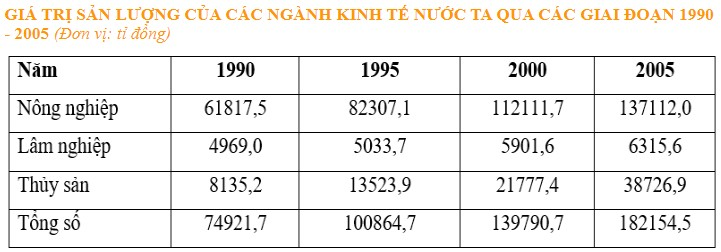 GIÁ TRỊ SẢN LƯỢNG CỦA CÁC NGÀNH KINH TẾ NƯỚC TA QUA CÁC GIAI ĐOẠN 1990
- 2005 (Đơn vị: tỉ đồng)
Năm 1990 1995 2000 2005
Nông nghiệp 61817,5 82307,1 112111,7 137112,0
Lâm nghiệp 4969,0 5033,7 5901,6 6315,6
Thủy sản 8135,2 13523,9 21777,4 38726,9
Tổng số 74921,7 100864,7 139790,7 182154,5